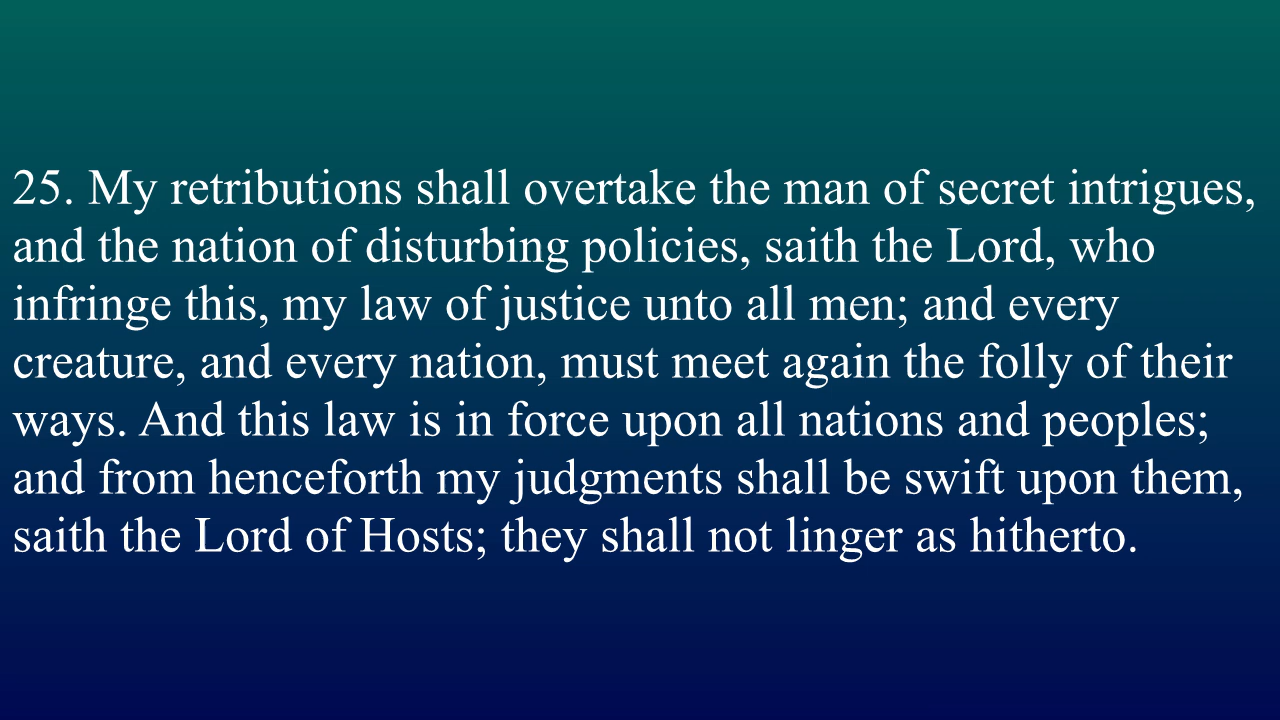 25. My retributions shall overtake the man of secret intrigues,
and the nation of disturbing policies, saith the Lord, who
infringe this, my law of justice unto all men; and every
creature, and every nation, must meet again the folly of their
ways. And this law is in force upon all nations and peoples;
and from henceforth my judgments shall be swift upon them,
saith the Lord of Hosts; they shall not linger as hitherto.